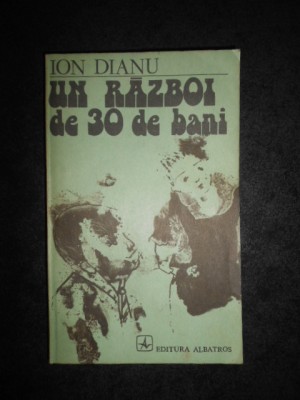 ION DIANU
UN RĂZBOI
de 30 de bani
EDITURA ALBATROS